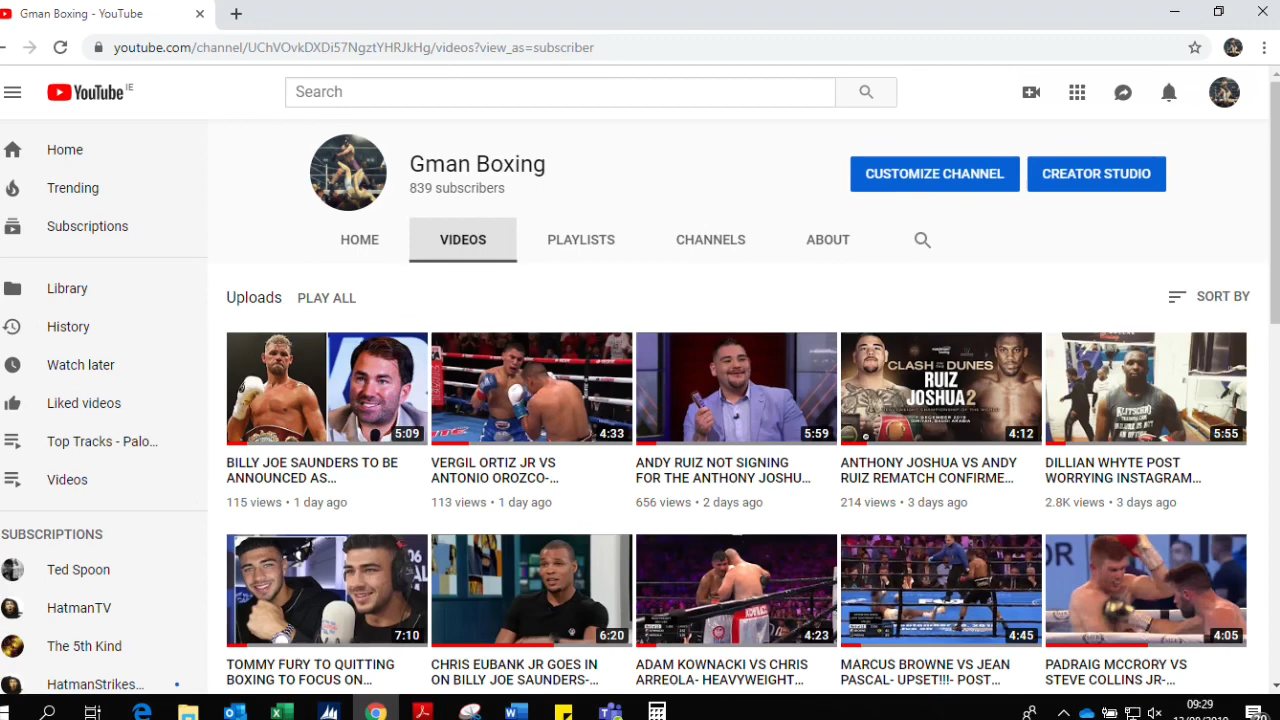 Gman Boxing - YouTube
youtube.com/channel/UChVOvkDXDi57NgztYHRJkHg/videos?view_as=subscriber
YouTube IE
Search
Gman Boxing
839 subscribers
CUSTOMIZE CHANNEL
CREATOR STUDIO
HOME
VIDEOS
PLAYLISTS
CHANNELS
ABOUT
Home
Trending
Subscriptions
Library
History
Watch later
Liked videos
Top Tracks - Palo...
Videos
SUBSCRIPTIONS
Ted Spoon
HatmanTV
The 5th Kind
HatmanStrikes...
Uploads PLAY ALL
SORT BY
5:09
BILLY JOE SAUNDERS TO BE
ANNOUNCED AS...
115 views • 1 day ago
4:33
VERGIL ORTIZ JR VS
ANTONIO OROZCO-...
113 views • 1 day ago
5:59
ANDY RUIZ NOT SIGNING
FOR THE ANTHONY JOSHU...
656 views • 2 days ago
CLASH OF THE DUNES
RUIZ
JOSHUA 2
4:12
ANTHONY JOSHUA VS ANDY
RUIZ REMATCH CONFIRME...
214 views • 3 days ago
KLITSCHKO
5:55
DILLIAN WHYTE POST
WORRYING INSTAGRAM...
2.8K views • 3 days ago
06
7:10
TOMMY FURY TO QUITTING
BOXING TO FOCUS ON...
6:20
CHRIS EUBANK JR GOES IN
ON BILLY JOE SAUNDERS-
4:23
ADAM KOWNACKI VS CHRIS
ARREOLA- HEAVYWEIGHT...
4:45
MARCUS BROWNE VS JEAN
PASCAL- UPSET!!!- POST
4:05
PADRAIG MCCRORY VS
STEVE COLLINS JR-...
09:29